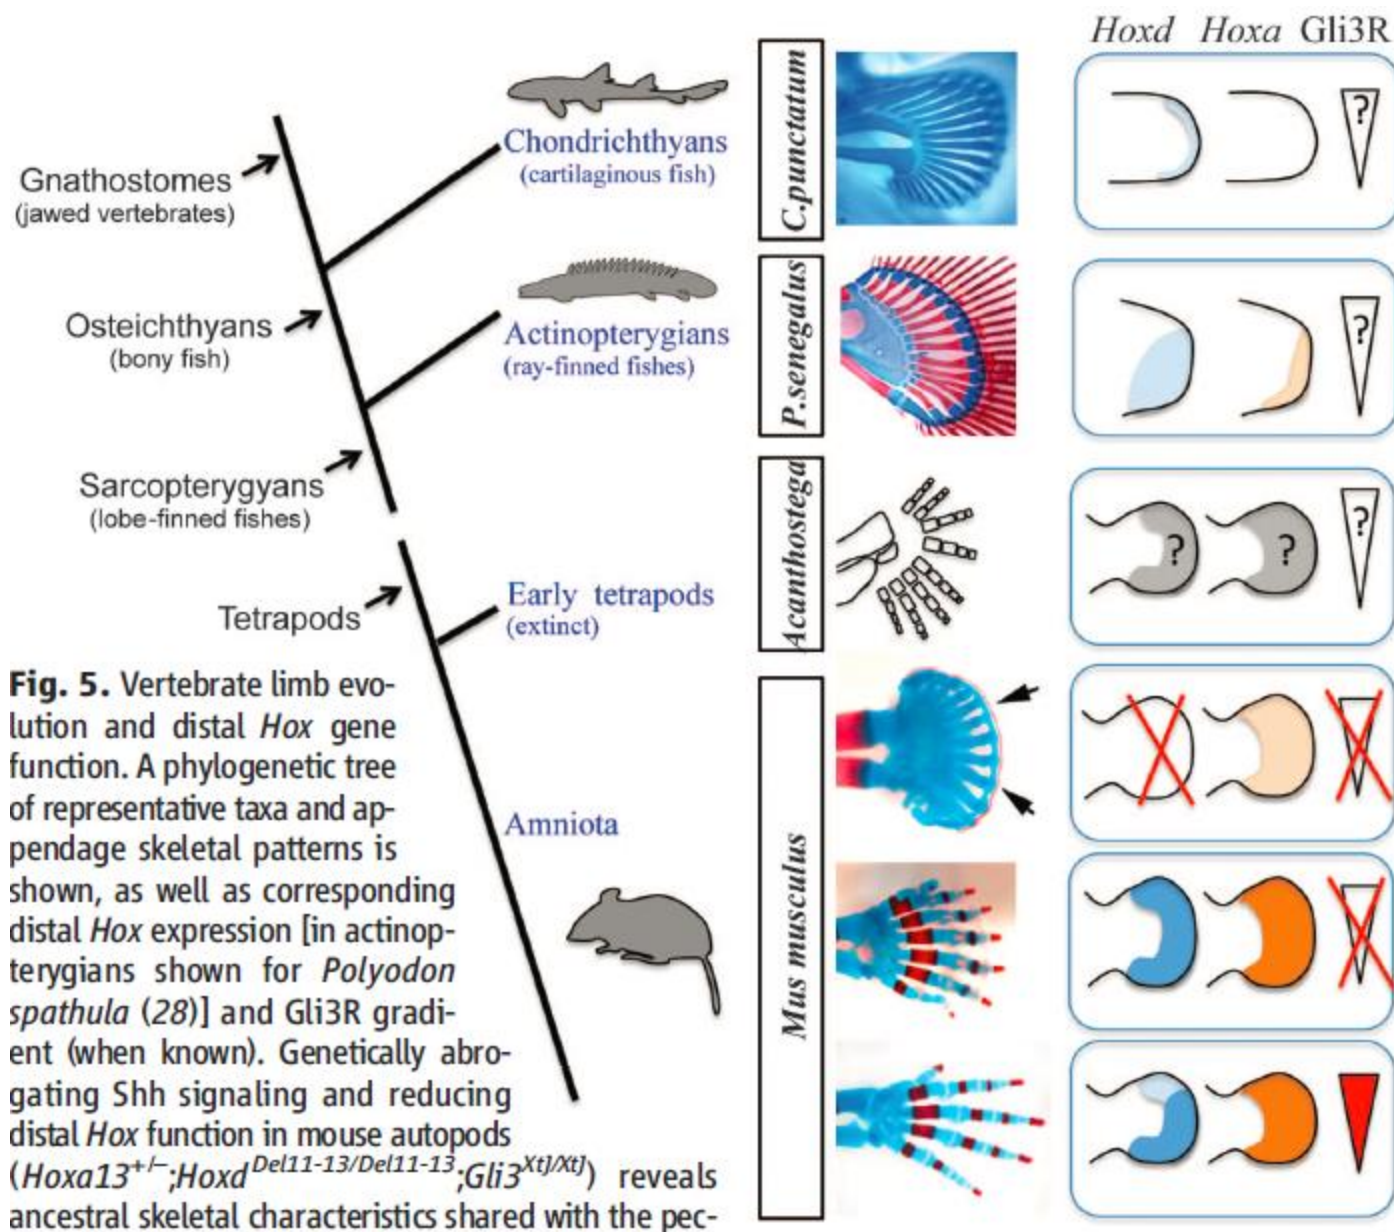 Hoxd Hoxa Gli3R
Gnathostomes
(jawed vertebrates)
Chondrichthyans
(cartilaginous fish)
C.punctatum
?
Osteichthyans
(bony fish)
Actinopterygians
(ray-finned fishes)
P.senegalus
?
Sarcopterygyans
(lobe-finned fishes)
Acanthostega
? ? ?
Tetrapods
Early tetrapods
(extinct)
Amniota
Mus musculus
Fig. 5. Vertebrate limb evo-
lution and distal Hox gene
function. A phylogenetic tree
of representative taxa and ap-
pendage skeletal patterns is
shown, as well as corresponding
distal Hox expression [in actinop-
terygians shown for Polyodon
spathula (28)] and Gli3R gradi-
ent (when known). Genetically abro-
gating Shh signaling and reducing
distal Hox function in mouse autopods
(Hoxa13+/–;HoxdDel11-13/Del11-13;Gli3XtJ/XtJ) reveals
ancestral skeletal characteristics shared with the pec-